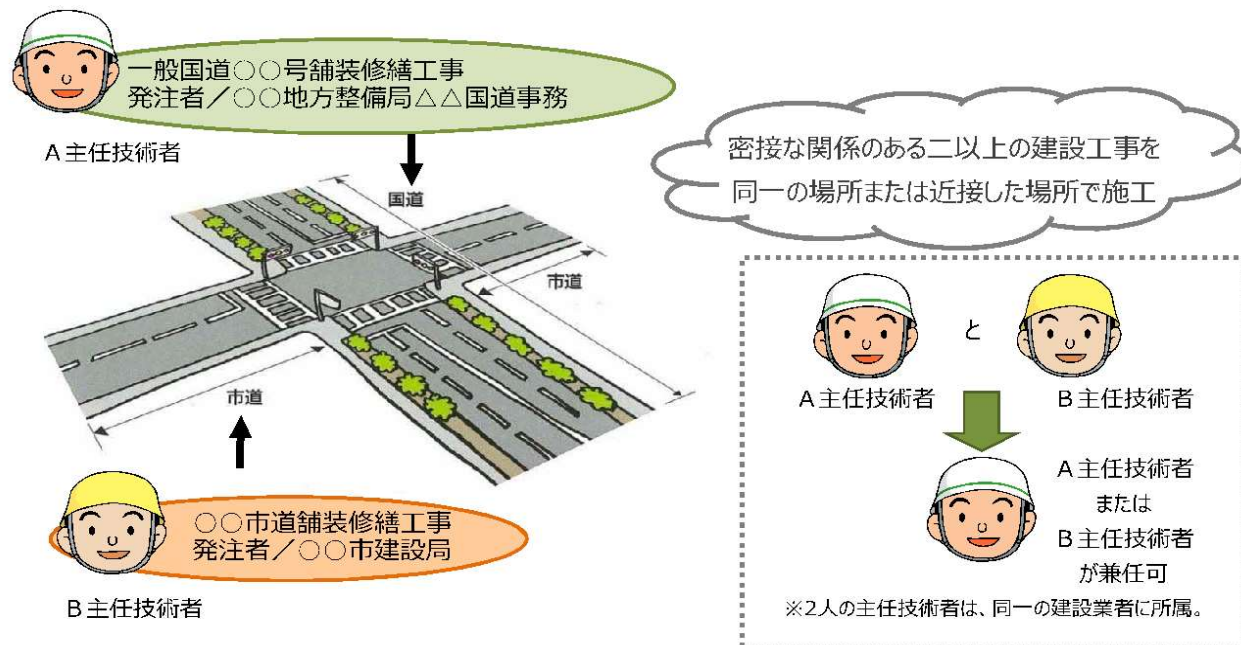 一般国道○○号舗装修繕工事
発注者／○○地方整備局△△国道事務
A主任技術者
国道
市道
市道
○○市道舗装修繕工事
発注者／○○市建設局
B主任技術者
密接な関係のある二以上の建設工事を
同一の場所または近接した場所で施工
と
A主任技術者
B主任技術者
A主任技術者
または
B主任技術者
が兼任可
※2人の主任技術者は、同一の建設業者に所属。